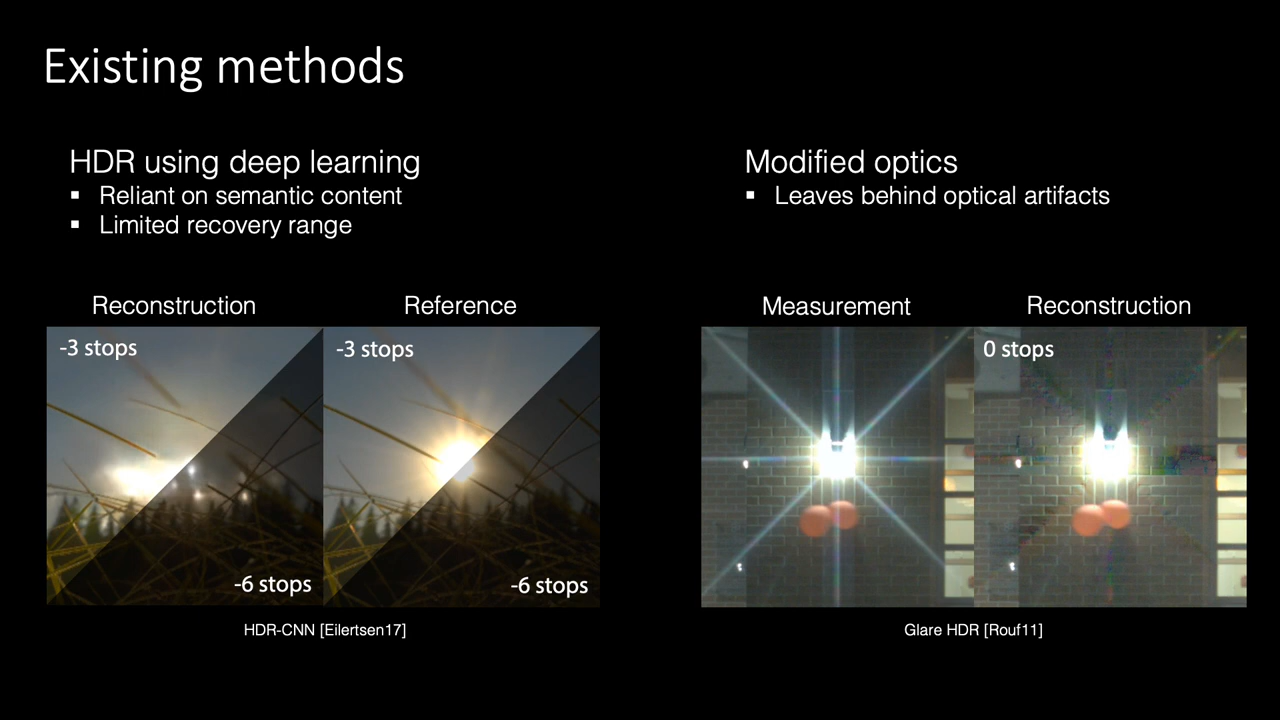 Existing methods
HDR using deep learning
▪ Reliant on semantic content
▪ Limited recovery range
Reconstruction
Reference
-3 stops
-6 stops
-3 stops
-6 stops
HDR-CNN [Eilertsen17]
Modified optics
▪ Leaves behind optical artifacts
Measurement
Reconstruction
0 stops
Glare HDR [Rouf11]